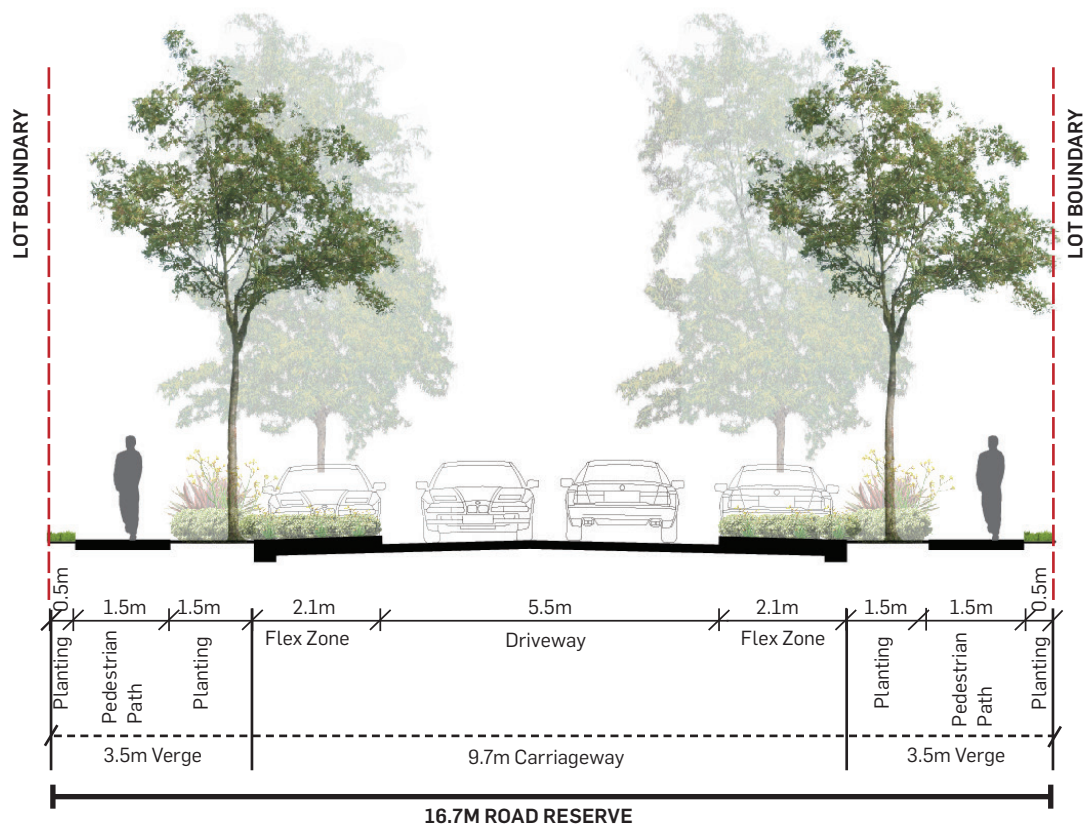 LOT BOUNDARY
LOT BOUNDARY
0.5m
1.5m
1.5m
2.1m
5.5m
2.1m
1.5m
1.5m
0.5m
Planting
Pedestrian
Path
Planting
Flex Zone
Driveway
Flex Zone
Planting
Pedestrian
Path
Planting
3.5m Verge
9.7m Carriageway
3.5m Verge
16.7M ROAD RESERVE